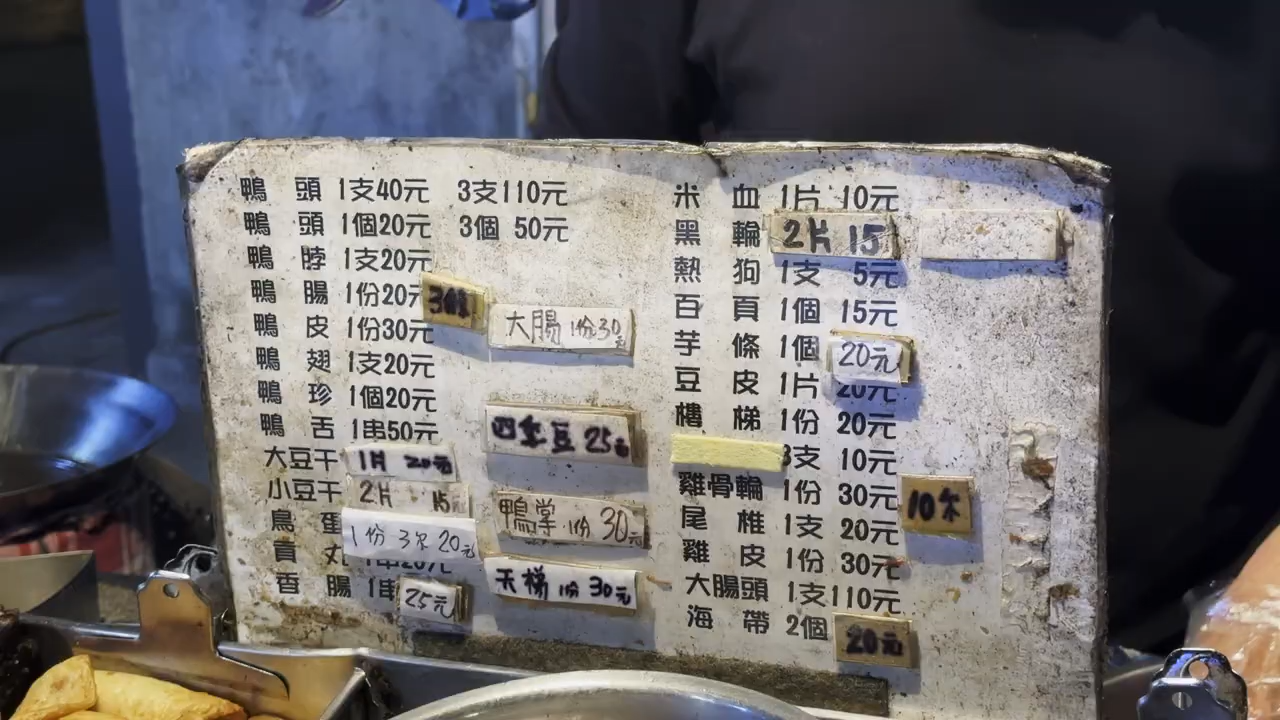 鴨頭 1支40元 3支110元
鴨頭 1個20元 3個 50元
鴨脖 1支20元
鴨腸 1份20元
鴨皮 1份30元
大腸 1份30元
鴨翅 1支20元
鴨珍 1個20元
鴨舌 1串50元
四季豆 25元
大豆干 1片 20元
小豆干 2片 15元
鳥蛋 1份3串20元
鴨掌 1份 30元
貢丸
天梯 1份 30元
香腸 1串 25元
米血 1片 10元
黑輪 2片 15
熱狗 1支 5元
百頁 1個 15元
芋條 1個 20元
豆皮 1片 20元
樓梯 1份 20元
3支 10元
雞骨輪 1份 30元 10串
尾椎 1支 20元
雞皮 1份 30元
大腸頭 1支110元
海帶 2個 20元